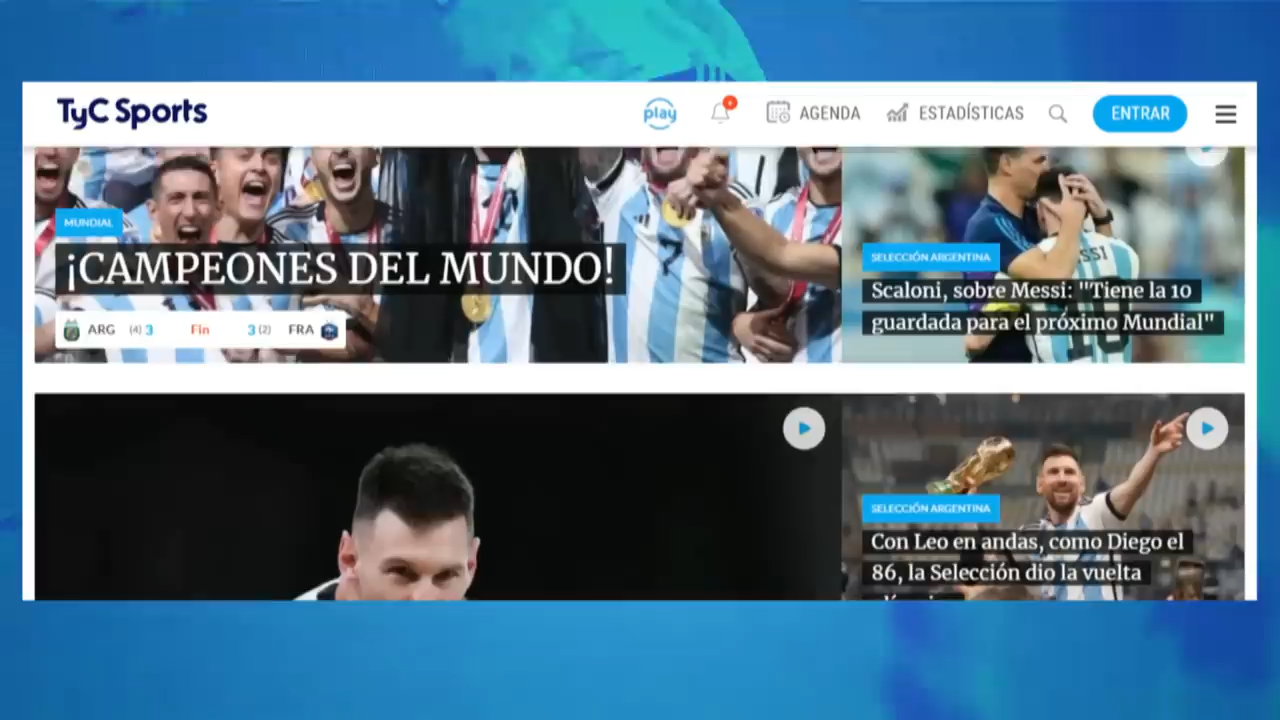 TyC Sports
play
AGENDA
ESTADÍSTICAS
ENTRAR
MUNDIAL
¡CAMPEONES DEL MUNDO!
ARG (4) 3 Fin 3 (2) FRA
7
SELECCIÓN ARGENTINA
Scaloni, sobre Messi: "Tiene la 10
guardada para el próximo Mundial"
10
SELECCIÓN ARGENTINA
Con Leo en andas, como Diego el
86, la Selección dio la vuelta